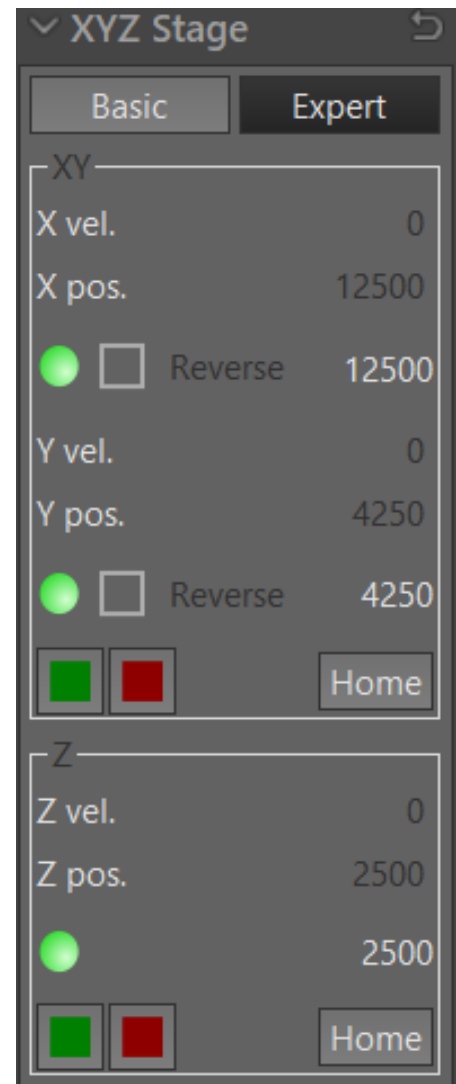 XYZ Stage
Basic Expert
XY
X vel. 0
X pos. 12500
Reverse 12500
Y vel. 0
Y pos. 4250
Reverse 4250
Home
Z
Z vel. 0
Z pos. 2500
2500
Home